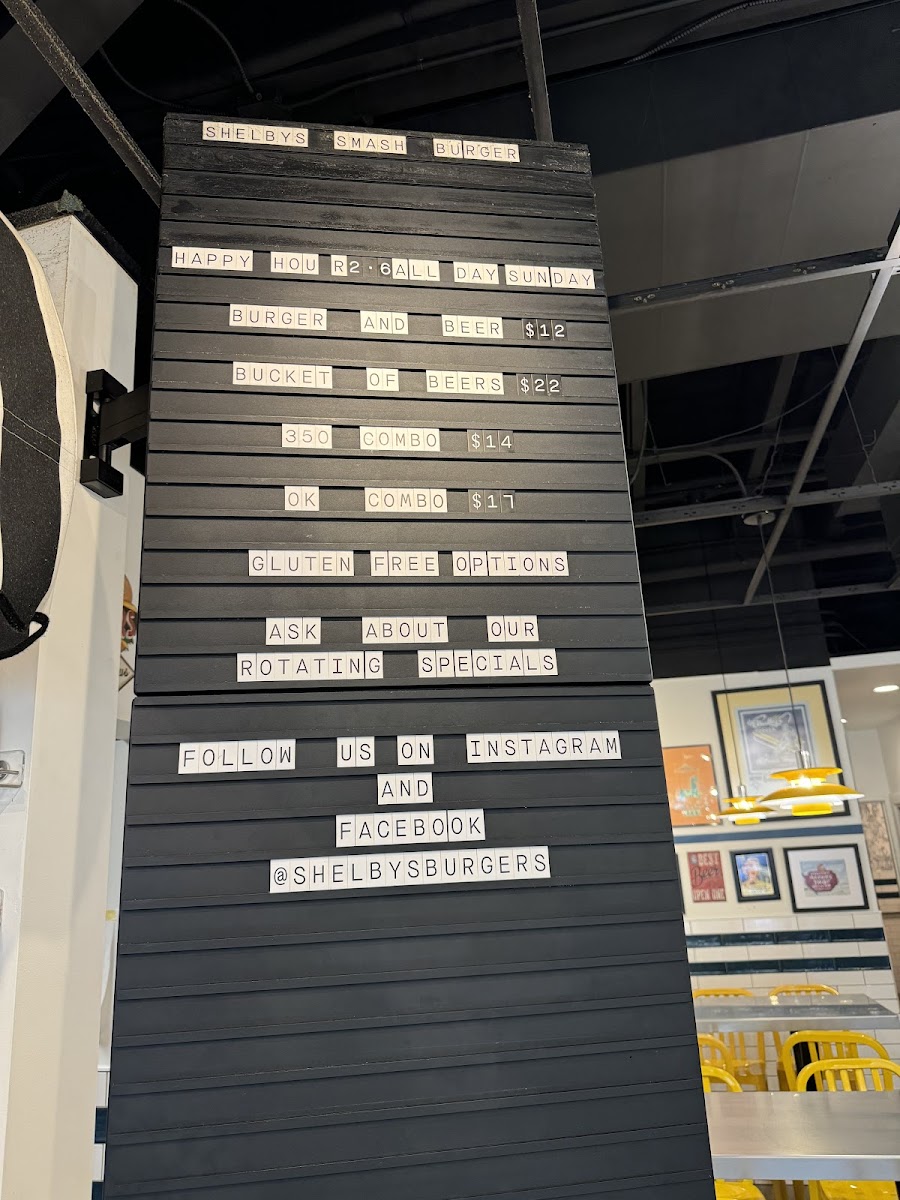 SHELBYS SMASH BURGER
HAPPY HOUR 2·6 ALL DAY SUNDAY
BURGER AND BEER $12
BUCKET OF BEERS $22
350 COMBO $14
OK COMBO $17
GLUTEN FREE OPTIONS
ASK ABOUT OUR
ROTATING SPECIALS
FOLLOW US ON INSTAGRAM
AND
FACEBOOK
@SHELBYSBURGERS